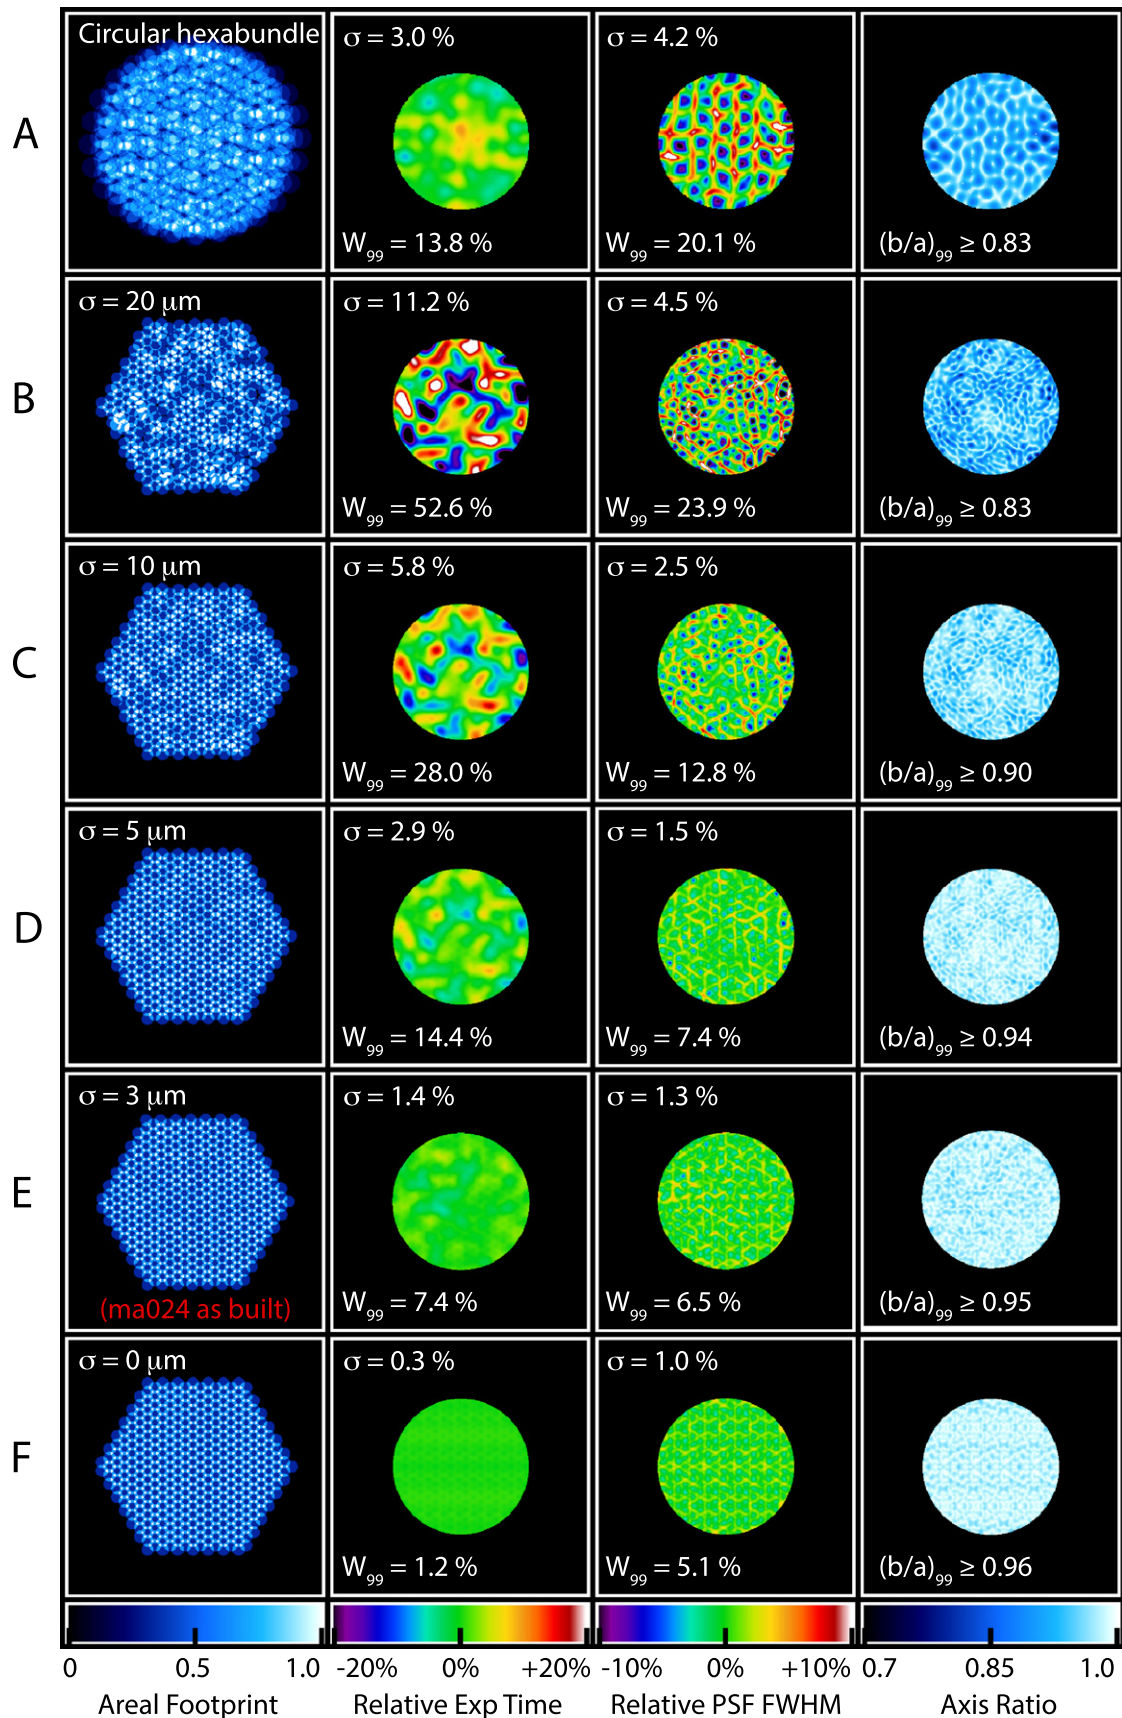 Circular hexabundle
σ = 3.0 %
σ = 4.2 %
A
W99 = 13.8 %
W99 = 20.1 %
(b/a)99 ≥ 0.83
σ = 20 μm
σ = 11.2 %
σ = 4.5 %
B
W99 = 52.6 %
W99 = 23.9 %
(b/a)99 ≥ 0.83
σ = 10 μm
σ = 5.8 %
σ = 2.5 %
C
W99 = 28.0 %
W99 = 12.8 %
(b/a)99 ≥ 0.90
σ = 5 μm
σ = 2.9 %
σ = 1.5 %
D
W99 = 14.4 %
W99 = 7.4 %
(b/a)99 ≥ 0.94
σ = 3 μm
σ = 1.4 %
σ = 1.3 %
E
(ma024 as built)
W99 = 7.4 %
W99 = 6.5 %
(b/a)99 ≥ 0.95
σ = 0 μm
σ = 0.3 %
σ = 1.0 %
F
W99 = 1.2 %
W99 = 5.1 %
(b/a)99 ≥ 0.96
0 0.5 1.0
-20% 0% +20%
-10% 0% +10%
0.7 0.85 1.0
Areal Footprint
Relative Exp Time
Relative PSF FWHM
Axis Ratio